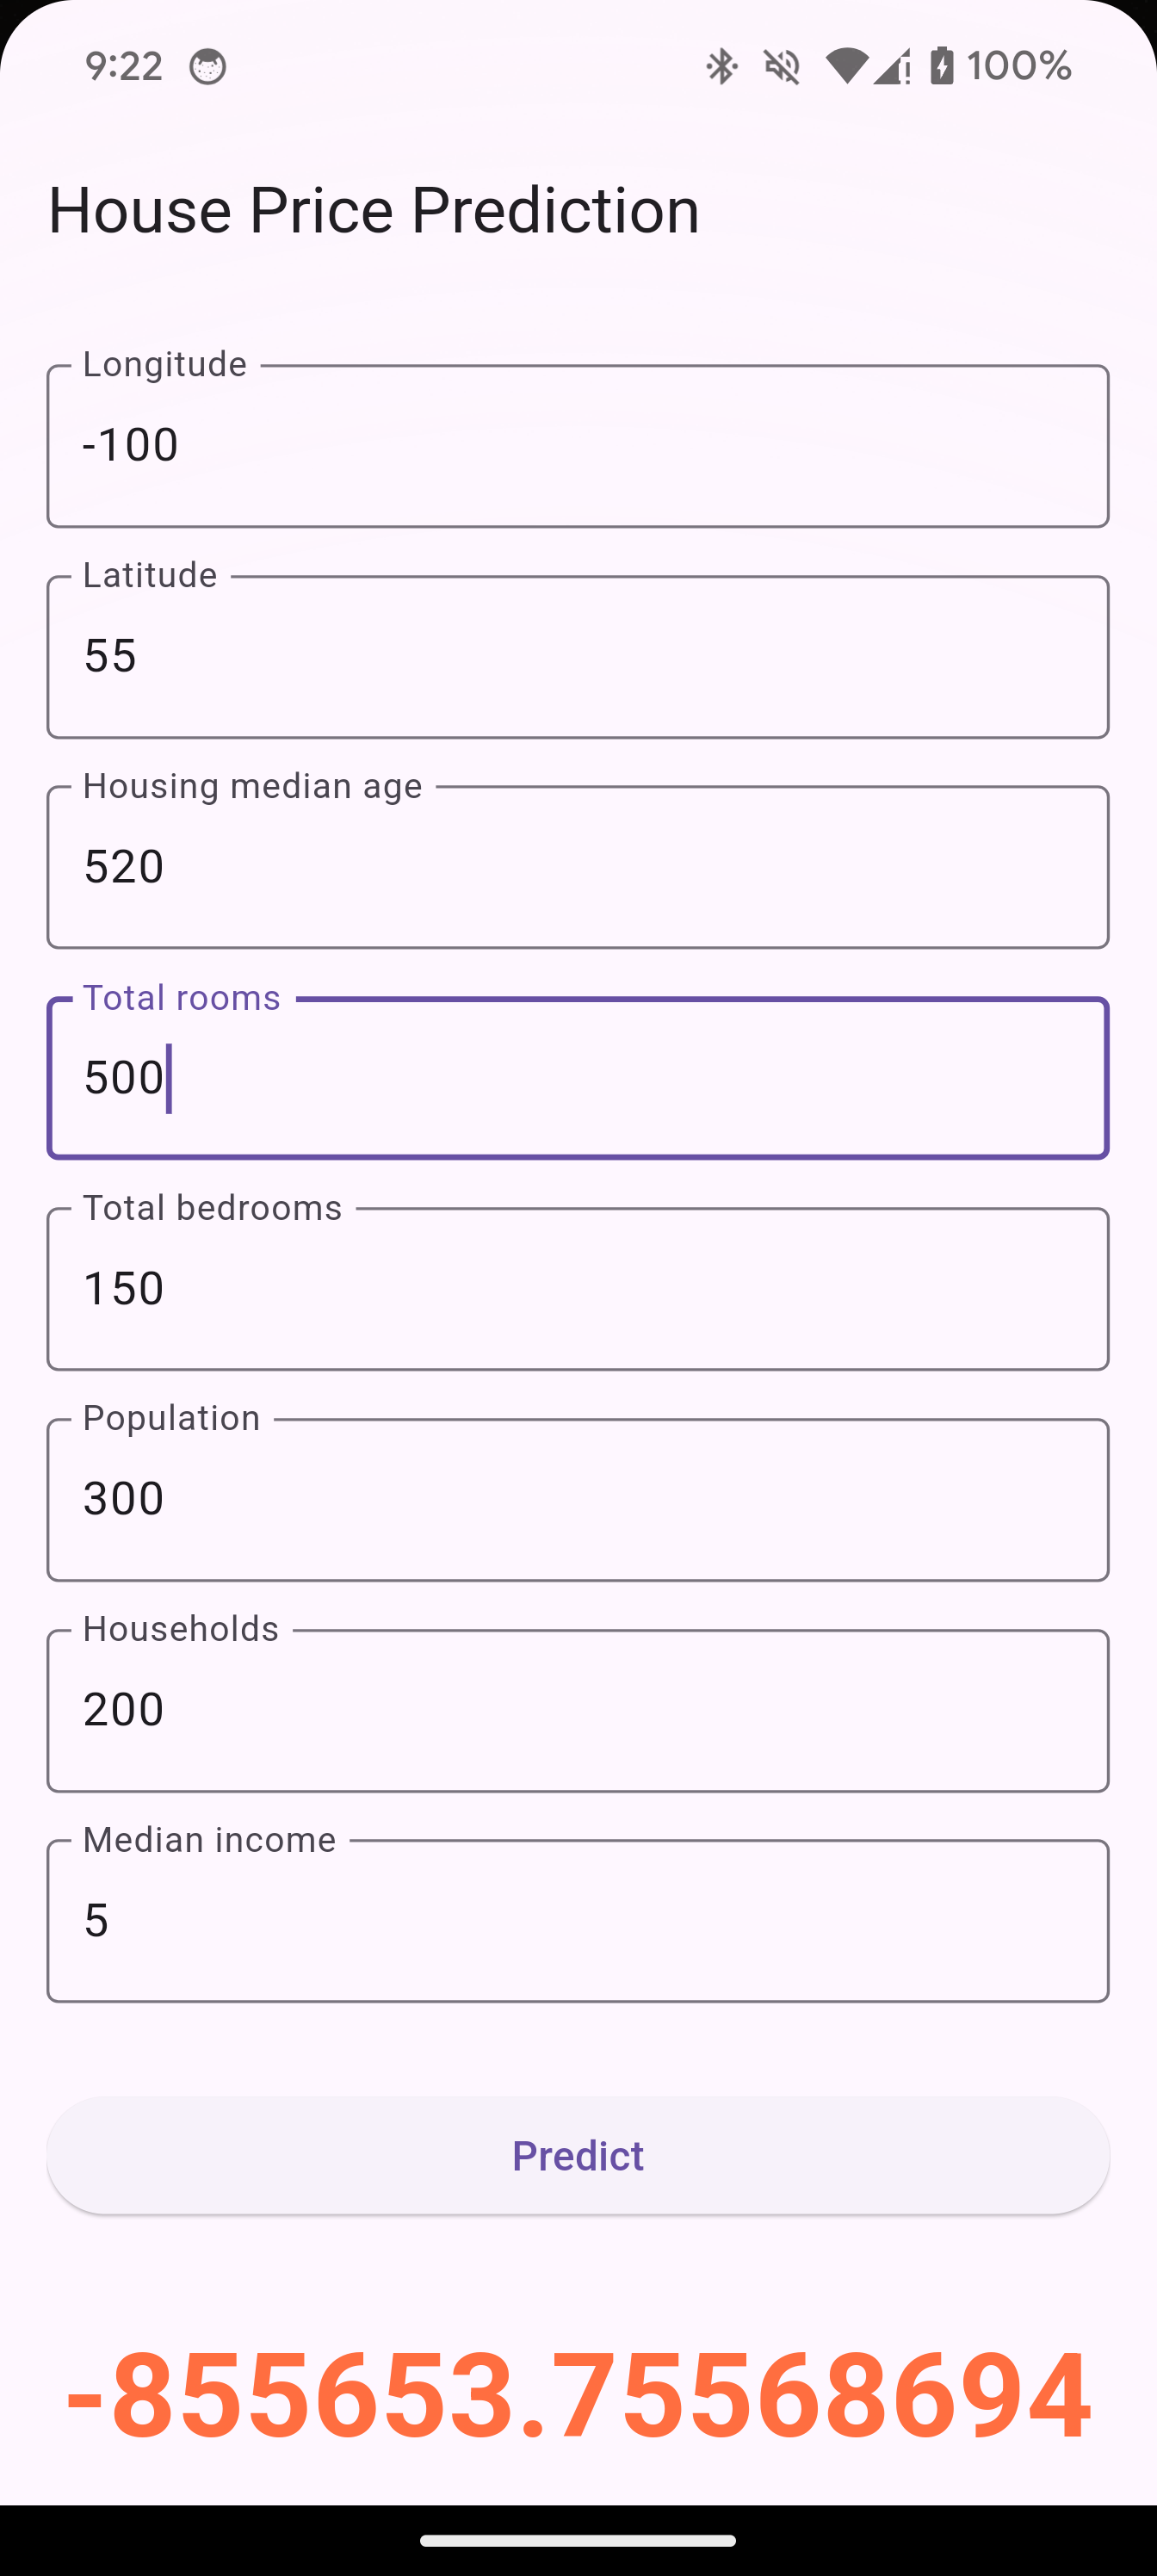 9:22 100%
House Price Prediction
Longitude
-100
Latitude
55
Housing median age
520
Total rooms
500
Total bedrooms
150
Population
300
Households
200
Median income
5
Predict
-855653.75568694